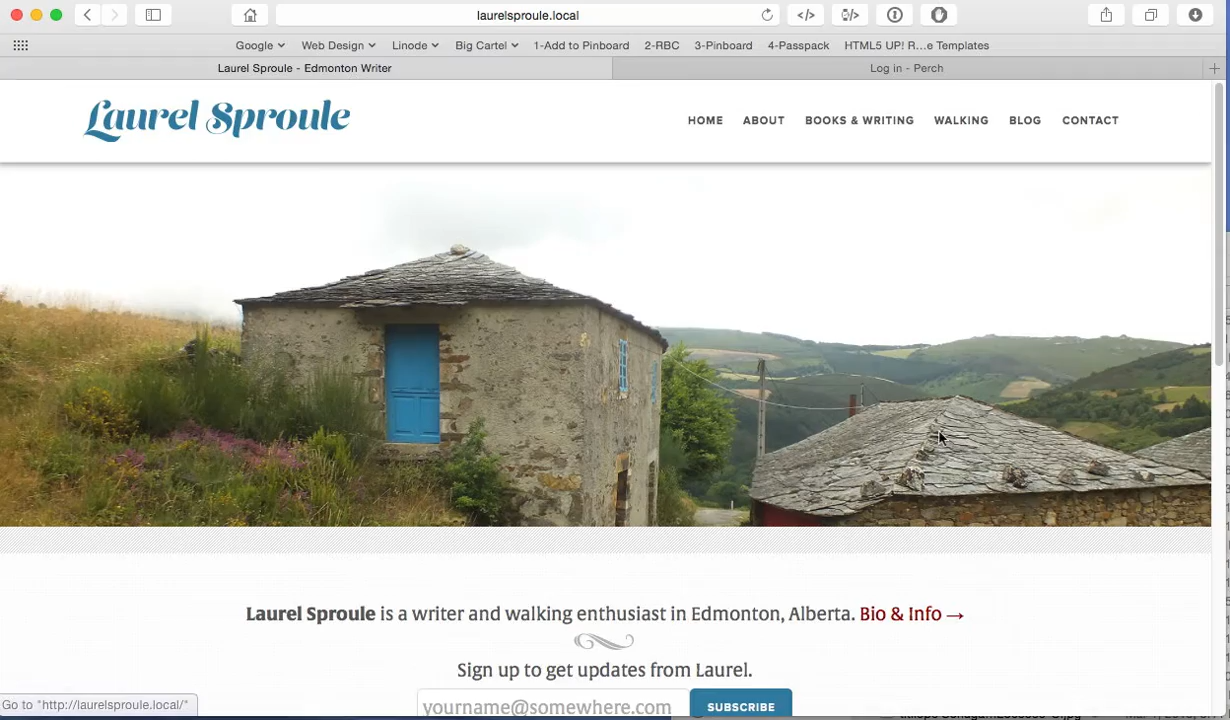 laurelsproule.local
Google Web Design Linode Big Cartel 1-Add to Pinboard 2-RBC 3-Pinboard 4-Passpack HTML5 UP! R...e Templates
Laurel Sproule - Edmonton Writer
Log in - Perch
Laurel Sproule
HOME ABOUT BOOKS & WRITING WALKING BLOG CONTACT
Laurel Sproule is a writer and walking enthusiast in Edmonton, Alberta. Bio & Info →
Sign up to get updates from Laurel.
yourname@somewhere.com
SUBSCRIBE
Go to "http://laurelsproule.local/"